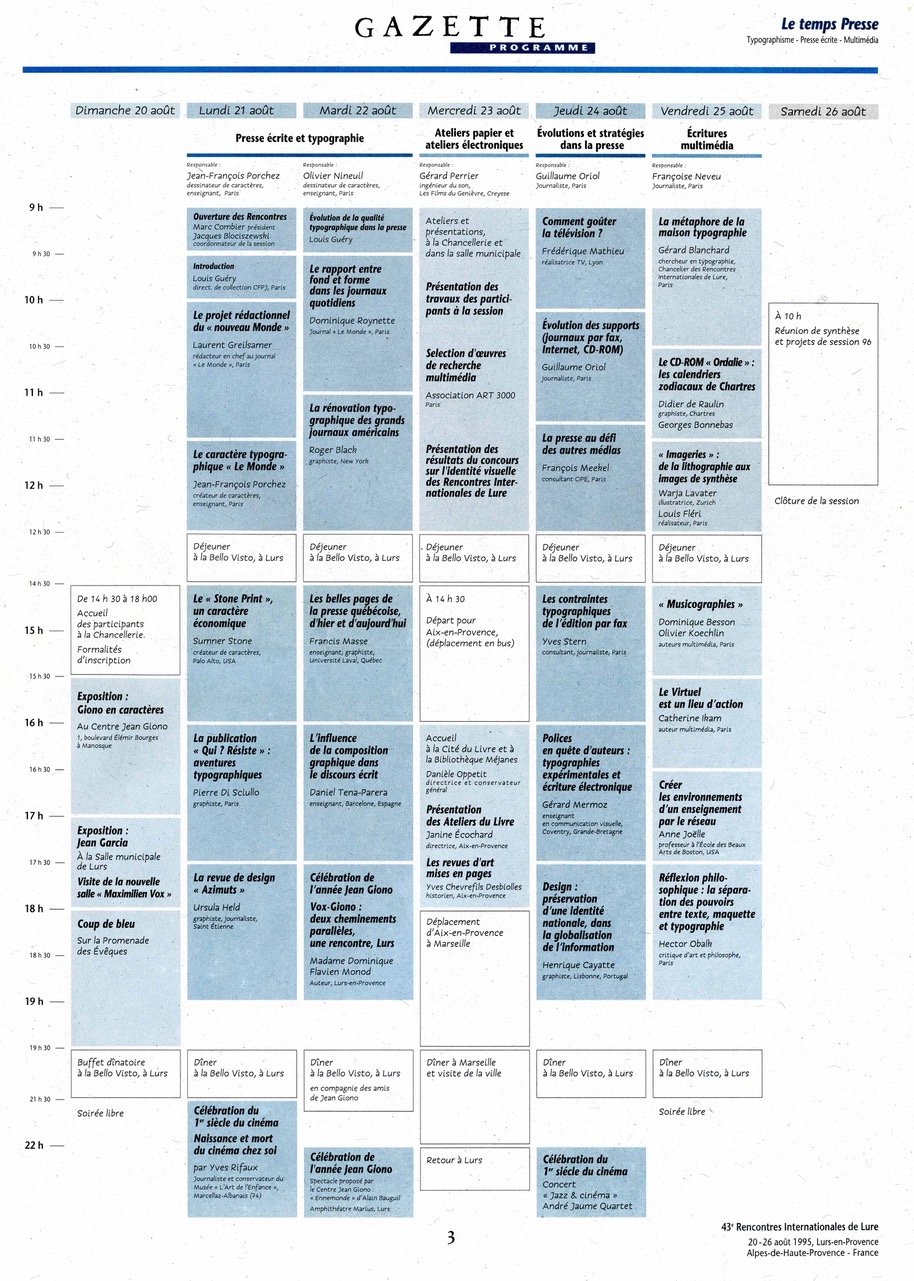 GAZETTE
PROGRAMME
Le temps Presse
Typographisme - Presse écrite - Multimédia
Dimanche 20 août
Lundi 21 août
Mardi 22 août
Mercredi 23 août
Jeudi 24 août
Vendredi 25 août
Samedi 26 août
Presse écrite et typographie
Ateliers papier et
ateliers électroniques
Évolutions et stratégies
dans la presse
Écritures
multimédia
9 h
9 h 30
10 h
10 h 30
11 h
11 h 30
12 h
12 h 30
14 h 30
15 h
15 h 30
16 h
16 h 30
17 h
17 h 30
18 h
18 h 30
19 h
19 h 30
21 h 30
22 h
De 14 h 30 à 18 h00
Accueil
des participants
à la Chancellerie.
Formalités
d'inscription
Exposition :
Giono en caractères
Au Centre Jean Giono
1, boulevard Élémir Bourges
à Manosque
Exposition :
Jean Garcia
À la Salle municipale
de Lurs
Visite de la nouvelle
salle « Maximilien Vox »
Coup de bleu
Sur la Promenade
des Évêques
Buffet dînatoire
à la Bello Visto, à Lurs
Soirée libre
Responsable :
Jean-François Porchez
dessinateur de caractères,
enseignant, Paris
Ouverture des Rencontres
Marc Combier président
Jacques Blociszewski
coordonnateur de la session
Introduction
Louis Guéry
direct. de collection CFPJ, Paris
Le projet rédactionnel
du « nouveau Monde »
Laurent Greilsamer
rédacteur en chef au journal
« Le Monde », Paris
Le caractère typogra-
phique « Le Monde »
Jean-François Porchez
créateur de caractères,
enseignant, Paris
Déjeuner
à la Bello Visto, à Lurs
Le « Stone Print »,
un caractère
économique
Sumner Stone
créateur de caractères,
Palo Alto, USA
La publication
« Qui ? Résiste » :
aventures
typographiques
Pierre Di Sciullo
graphiste, Paris
La revue de design
« Azimuts »
Ursula Held
graphiste, journaliste,
Saint Étienne
Dîner
à la Bello Visto, à Lurs
Célébration du
1er siècle du cinéma
Naissance et mort
du cinéma chez soi
par Yves Rifaux
Journaliste et conservateur du
Musée « L'Art de l'Enfance »,
Marcellaz-Albanais (74)
Responsable :
Olivier Nineuil
dessinateur de caractères,
enseignant, Paris
Évolution de la qualité
typographique dans la presse
Louis Guéry
Le rapport entre
fond et forme
dans les journaux
quotidiens
Dominique Roynette
Journal « Le Monde », Paris
La rénovation typo-
graphique des grands
journaux américains
Roger Black
graphiste, New York
Déjeuner
à la Bello Visto, à Lurs
Les belles pages de
la presse québécoise,
d'hier et d'aujourd'hui
Francis Masse
enseignant, graphiste,
Université Laval, Québec
L'influence
de la composition
graphique dans
le discours écrit
Daniel Tena-Parera
enseignant, Barcelone, Espagne
Célébration de
l'année Jean Giono
Vox-Giono :
deux cheminements
parallèles,
une rencontre, Lurs
Madame Dominique
Flavien Monod
Auteur, Lurs-en-Provence
Dîner
à la Bello Visto, à Lurs
en compagnie des amis
de Jean Giono
Célébration de
l'année Jean Giono
Spectacle proposé par
le Centre Jean Giono :
« Ennemonde » d'Alain Bauguil
Amphithéatre Marius, Lurs
Responsable :
Gérard Perrier
ingénieur du son,
Les Films du Genièvre, Creysse
Ateliers et
présentations,
à la Chancellerie et
dans la salle municipale
Présentation des
travaux des partici-
pants à la session
Selection d'œuvres
de recherche
multimédia
Association ART 3000
Paris
Présentation des
résultats du concours
sur l'identité visuelle
des Rencontres Inter-
nationales de Lure
Déjeuner
à la Bello Visto, à Lurs
À 14 h 30
Départ pour
Aix-en-Provence,
(déplacement en bus)
Accueil
à la Cité du Livre et à
la Bibliothèque Méjanes
Danièle Oppetit
directrice et conservateur
général
Présentation
des Ateliers du Livre
Janine Écochard
directrice, Aix-en-Provence
Les revues d'art
mises en pages
Yves Chevrefils Desbiolles
historien, Aix-en-Provence
Déplacement
d'Aix-en-Provence
à Marseille
Dîner à Marseille
et visite de la ville
Retour à Lurs
Responsable :
Guillaume Oriol
Journaliste, Paris
Comment goûter
la télévision ?
Frédérique Mathieu
réalisatrice TV, Lyon
Évolution des supports
(journaux par fax,
Internet, CD-ROM)
Guillaume Oriol
journaliste, Paris
La presse au défi
des autres médias
François Meekel
consultant CIPE, Paris
Déjeuner
à la Bello Visto, à Lurs
Les contraintes
typographiques
de l'édition par fax
Yves Stern
consultant, journaliste, Paris
Polices
en quête d'auteurs :
typographies
expérimentales et
écriture électronique
Gérard Mermoz
enseignant
en communication visuelle,
Coventry, Grande-Bretagne
Design :
préservation
d'une identité
nationale, dans
la globalisation
de l'information
Henrique Cayatte
graphiste, Lisbonne, Portugal
Dîner
à la Bello Visto, à Lurs
Célébration du
1er siécle du cinéma
Concert
« Jazz & cinéma »
André Jaume Quartet
Responsable :
Françoise Neveu
Journaliste, Paris
La métaphore de la
maison typographie
Gérard Blanchard
chercheur en typographie,
Chancelier des Rencontres
Internationales de Lure,
Paris
Le CD-ROM « Ordalie » :
les calendriers
zodiacaux de Chartres
Didier de Raulin
graphiste, Chartres
Georges Bonnebas
« Imageries » :
de la lithographie aux
images de synthèse
Warja Lavater
illustratrice, Zurich
Louis Fléri
réalisateur, Paris
Déjeuner
à la Bello Visto, à Lurs
« Musicographies »
Dominique Besson
Olivier Koechlin
auteurs multimédia, Paris
Le Virtuel
est un lieu d'action
Catherine Ikam
auteur multimédia, Paris
Créer
les environnements
d'un enseignement
par le réseau
Anne Joëlle
professeur à l'École des Beaux
Arts de Boston, USA
Réflexion philo-
sophique : la sépara-
tion des pouvoirs
entre texte, maquette
et typographie
Hector Obalk
critique d'art et philosophe,
Paris
Dîner
à la Bello Visto, à Lurs
Soirée libre
À 10 h
Réunion de synthèse
et projets de session 96
Clôture de la session
3
43e Rencontres Internationales de Lure
20 - 26 août 1995, Lurs-en-Provence
Alpes-de-Haute-Provence - France